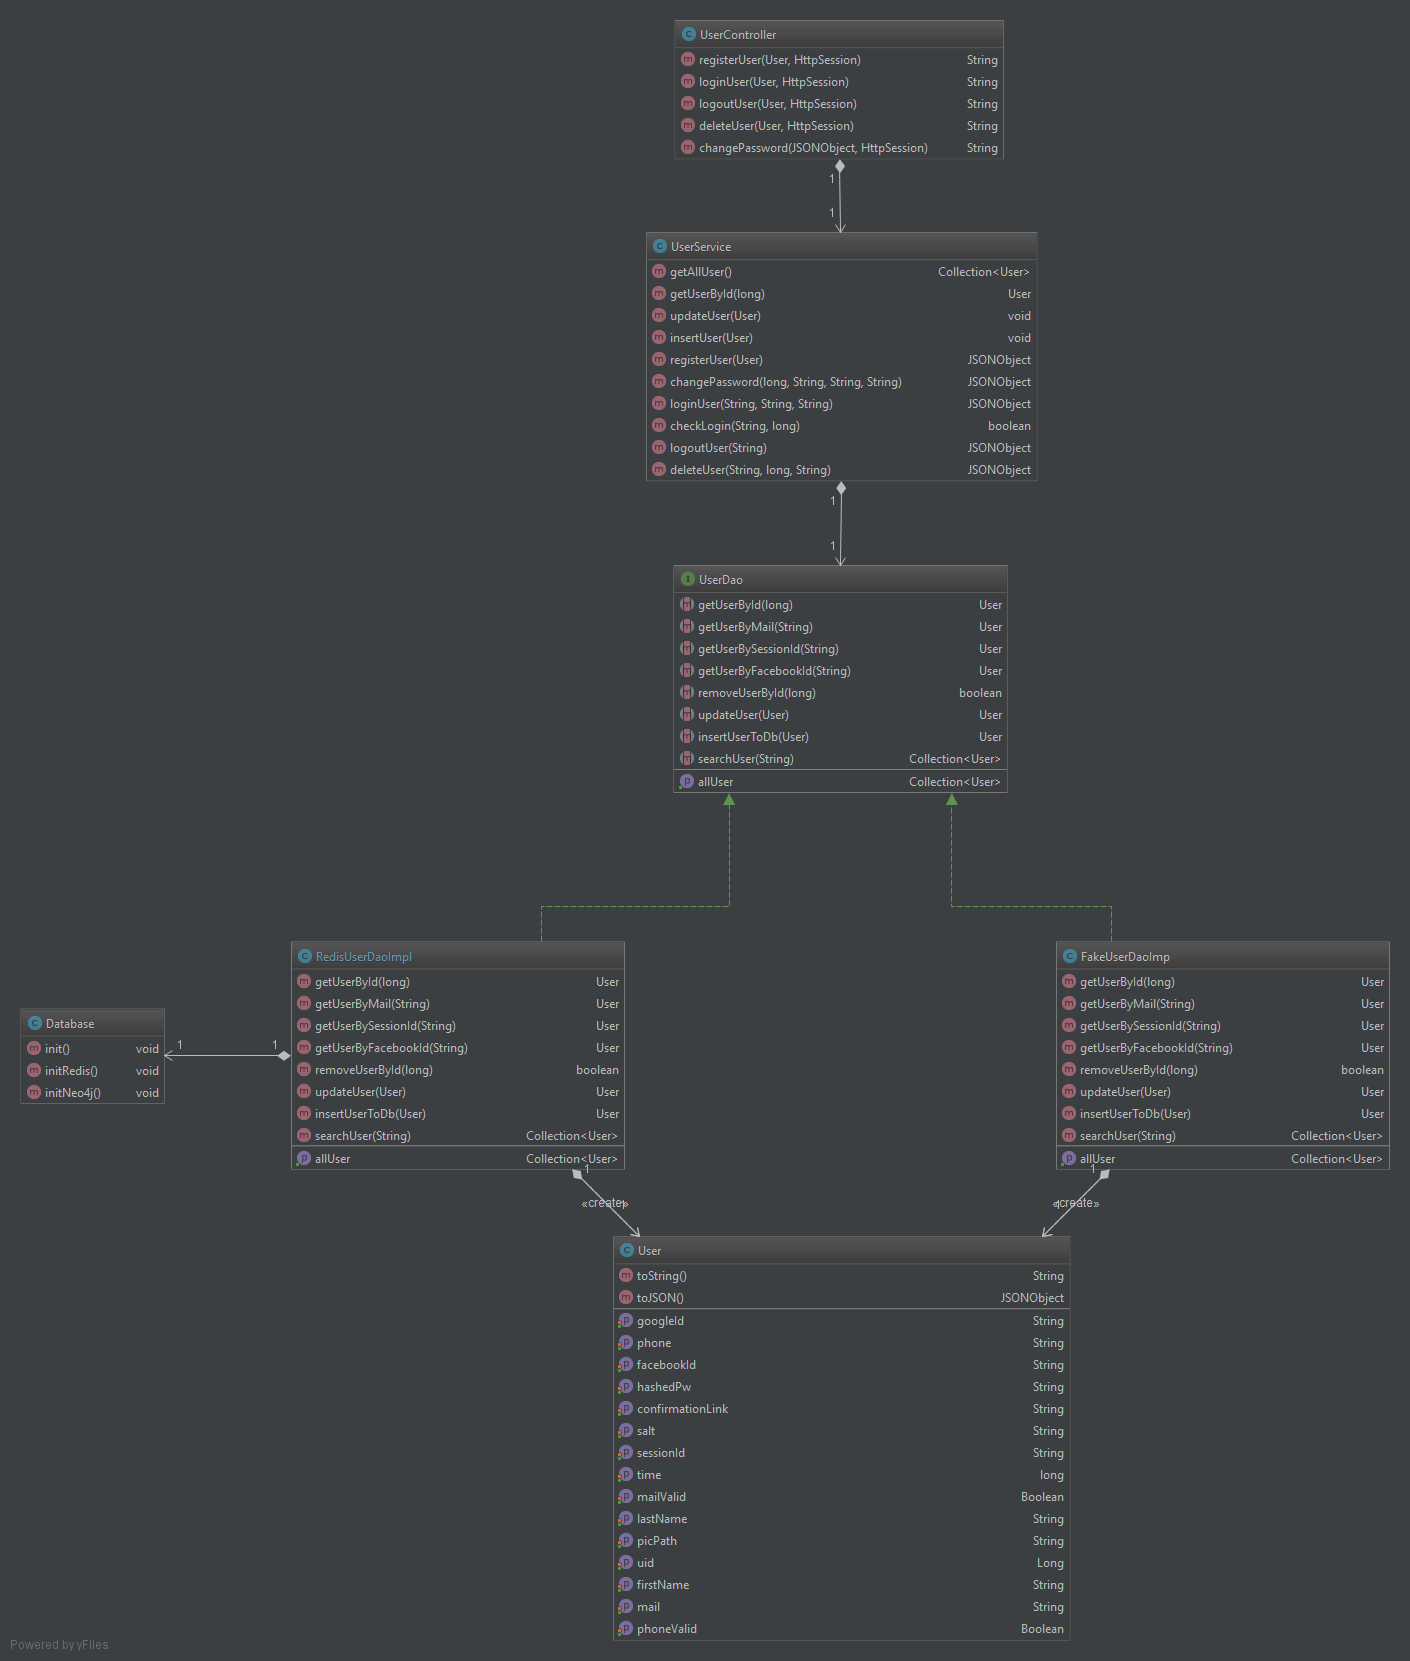 UserController
registerUser(User, HttpSession) String
loginUser(User, HttpSession) String
logoutUser(User, HttpSession) String
deleteUser(User, HttpSession) String
changePassword(JSONObject, HttpSession) String
1
1
UserService
getAllUser() Collection<User>
getUserById(long) User
updateUser(User) void
insertUser(User) void
registerUser(User) JSONObject
changePassword(long, String, String, String) JSONObject
loginUser(String, String, String) JSONObject
checkLogin(String, long) boolean
logoutUser(String) JSONObject
deleteUser(String, long, String) JSONObject
1
1
UserDao
getUserById(long) User
getUserByMail(String) User
getUserBySessionId(String) User
getUserByFacebookId(String) User
removeUserById(long) boolean
updateUser(User) User
insertUserToDb(User) User
searchUser(String) Collection<User>
allUser Collection<User>
Database
init() void
initRedis() void
initNeo4j() void
1 1
RedisUserDaoImpl
getUserById(long) User
getUserByMail(String) User
getUserBySessionId(String) User
getUserByFacebookId(String) User
removeUserById(long) boolean
updateUser(User) User
insertUserToDb(User) User
searchUser(String) Collection<User>
allUser Collection<User>
FakeUserDaoImp
getUserById(long) User
getUserByMail(String) User
getUserBySessionId(String) User
getUserByFacebookId(String) User
removeUserById(long) boolean
updateUser(User) User
insertUserToDb(User) User
searchUser(String) Collection<User>
allUser Collection<User>
1
«create»
1
1
«create»
1
User
toString() String
toJSON() JSONObject
googleId String
phone String
facebookId String
hashedPw String
confirmationLink String
salt String
sessionId String
time long
mailValid Boolean
lastName String
picPath String
uid Long
firstName String
mail String
phoneValid Boolean
Powered by yFiles